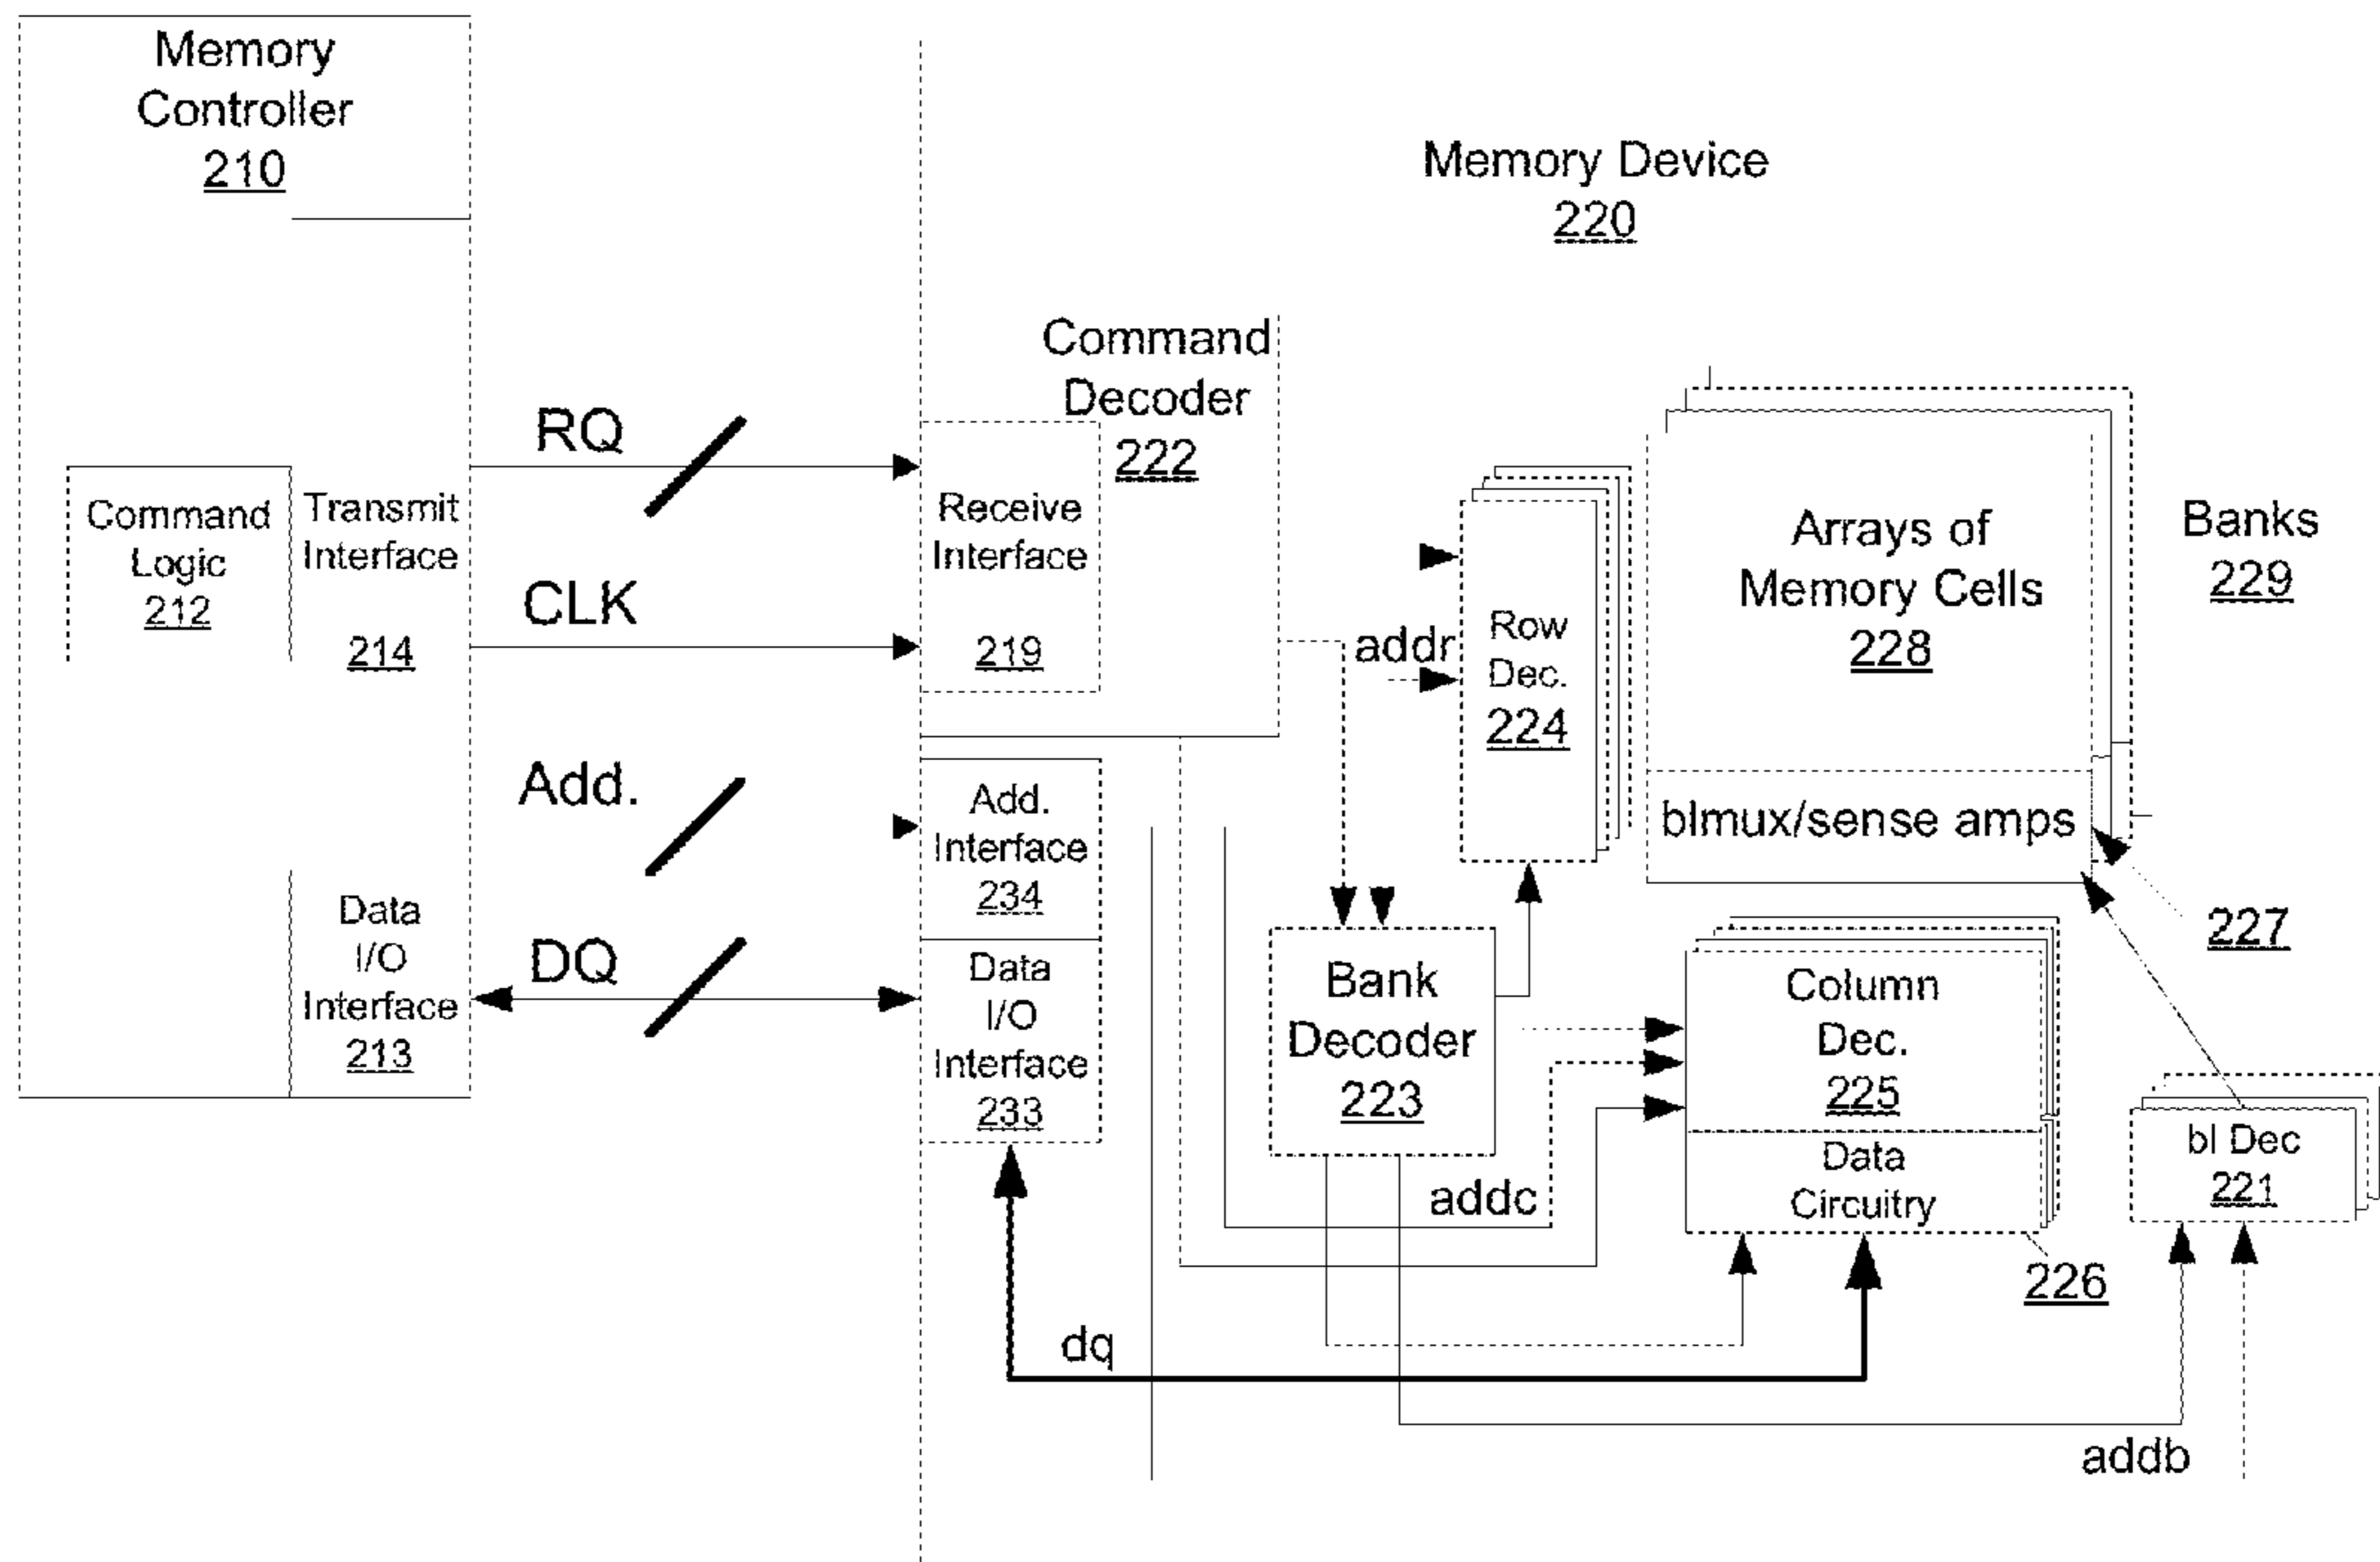 Memory
Controller
210
Memory Device
220
Command
Decoder
222
RQ
Command
Logic
212
Transmit
Interface
214
CLK
Receive
Interface
219
addr
Row
Dec.
224
Arrays of
Memory Cells
228
Banks
229
blmux/sense amps
227
Add.
Add.
Interface
234
Data
I/O
Interface
213
DQ
Data
I/O
Interface
233
Bank
Decoder
223
Column
Dec.
225
Data
Circuitry
226
bl Dec
221
addc
dq
addb